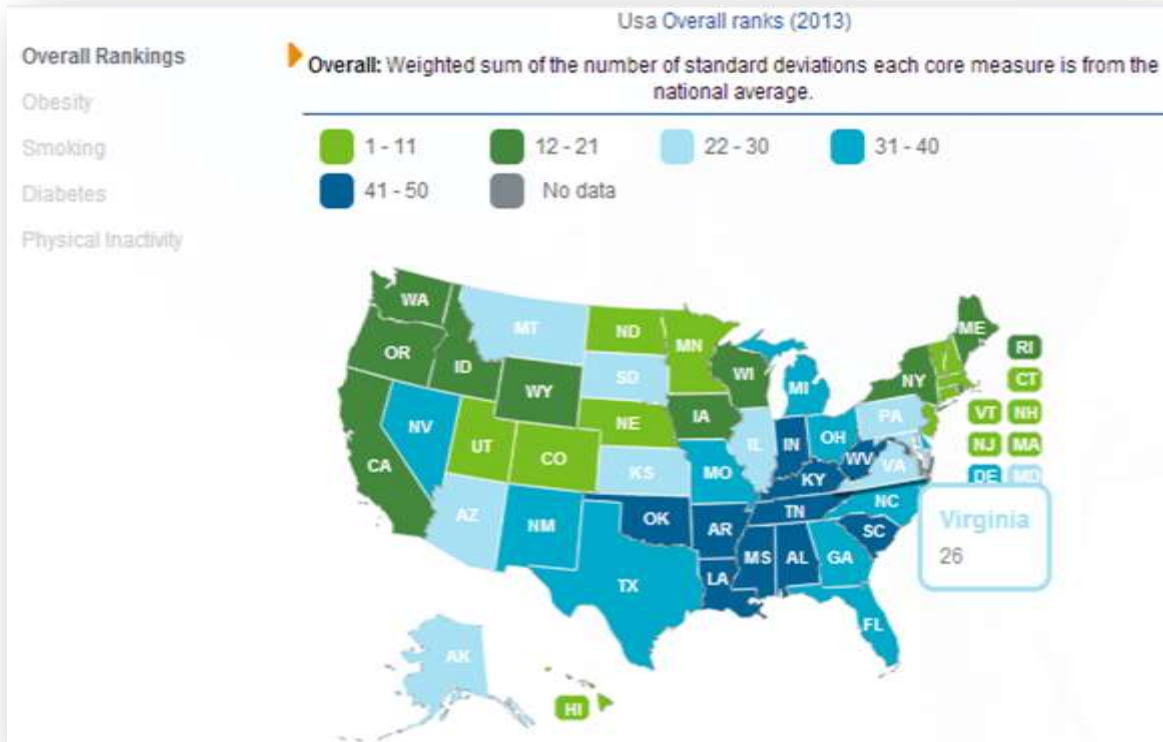 Usa Overall ranks (2013)
Overall Rankings
Obesity
Smoking
Diabetes
Physical Inactivity
Overall: Weighted sum of the number of standard deviations each core measure is from the
national average.
1 - 11
12 - 21
22 - 30
31 - 40
41 - 50
No data
WA
MT
ND
MN
ME
OR
ID
SD
WI
NY
RI
WY
MI
CT
NV
NE
IA
PA
VT
NH
UT
CO
IL
IN
OH
NJ
MA
CA
KS
MO
WV
VA
DE
MD
KY
AZ
NM
OK
AR
TN
NC
SC
Virginia
26
TX
LA
MS
AL
GA
FL
AK
HI